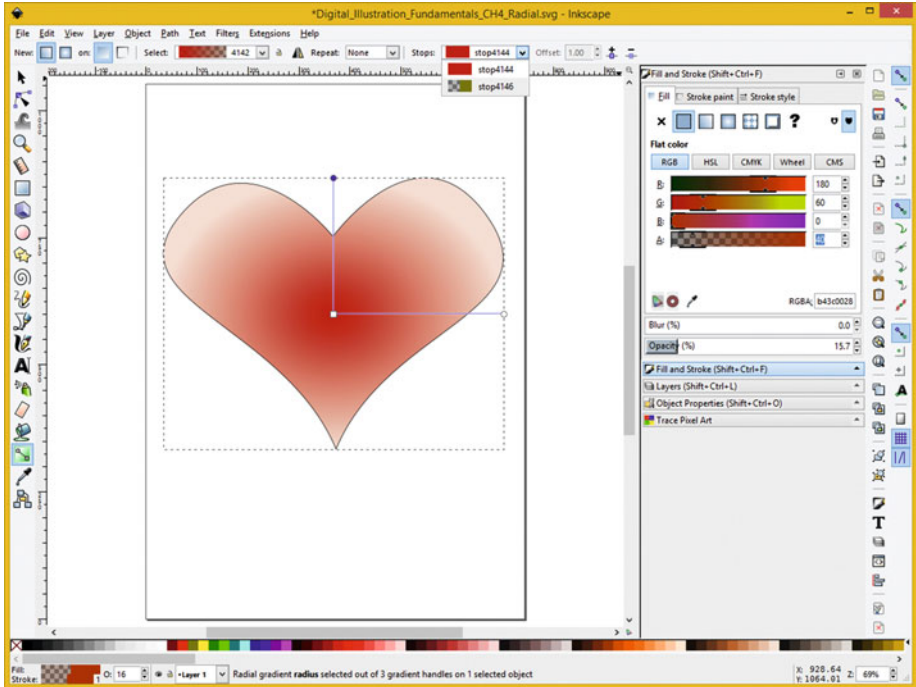 *Digital_Illustration_Fundamentals_CH4_Radial.svg - Inkscape
File Edit View Layer Object Path Text Filters Extensions Help
New: on: Select: 4142 Repeat: None Stops: stop4144 Offset: 1.00
stop4144
stop4146
Fill and Stroke (Shift+Ctrl+F)
Fill Stroke paint Stroke style
Flat color
RGB HSL CMYK Wheel CMS
R: 180
G: 60
B: 0
A: 40
RGBA: b43c0028
Blur (%) 0.0
Opacity (%) 15.7
Fill and Stroke (Shift+Ctrl+F)
Layers (Shift+Ctrl+L)
Object Properties (Shift+Ctrl+O)
Trace Pixel Art
Fill:
Stroke: 1 O: 16 Layer 1 Radial gradient radius selected out of 3 gradient handles on 1 selected object X: 928.64
Y: 1064.01 Z: 69%